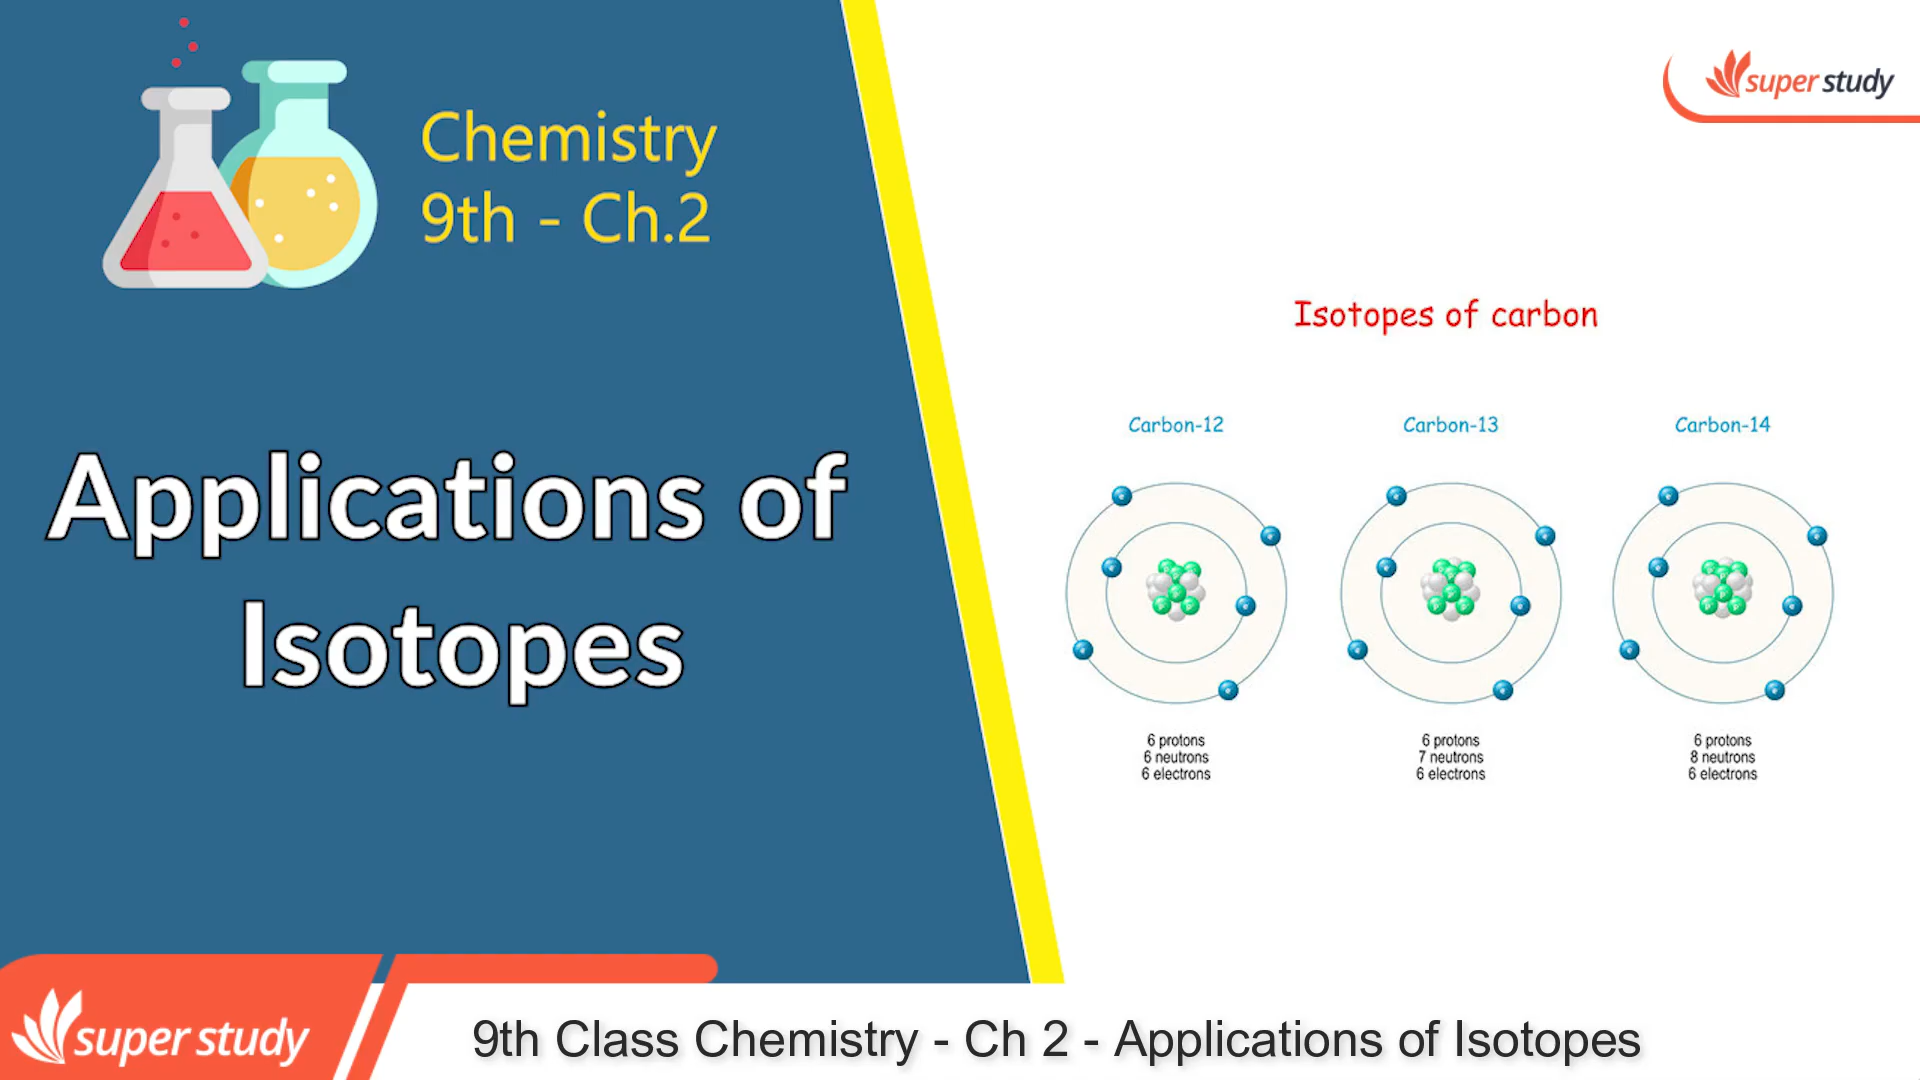 Chemistry
9th - Ch.2
Applications of
Isotopes
super study
Isotopes of carbon
Carbon-12
Carbon-13
Carbon-14
6 protons
6 neutrons
6 electrons
6 protons
7 neutrons
6 electrons
6 protons
8 neutrons
6 electrons
super study
9th Class Chemistry - Ch 2 - Applications of Isotopes